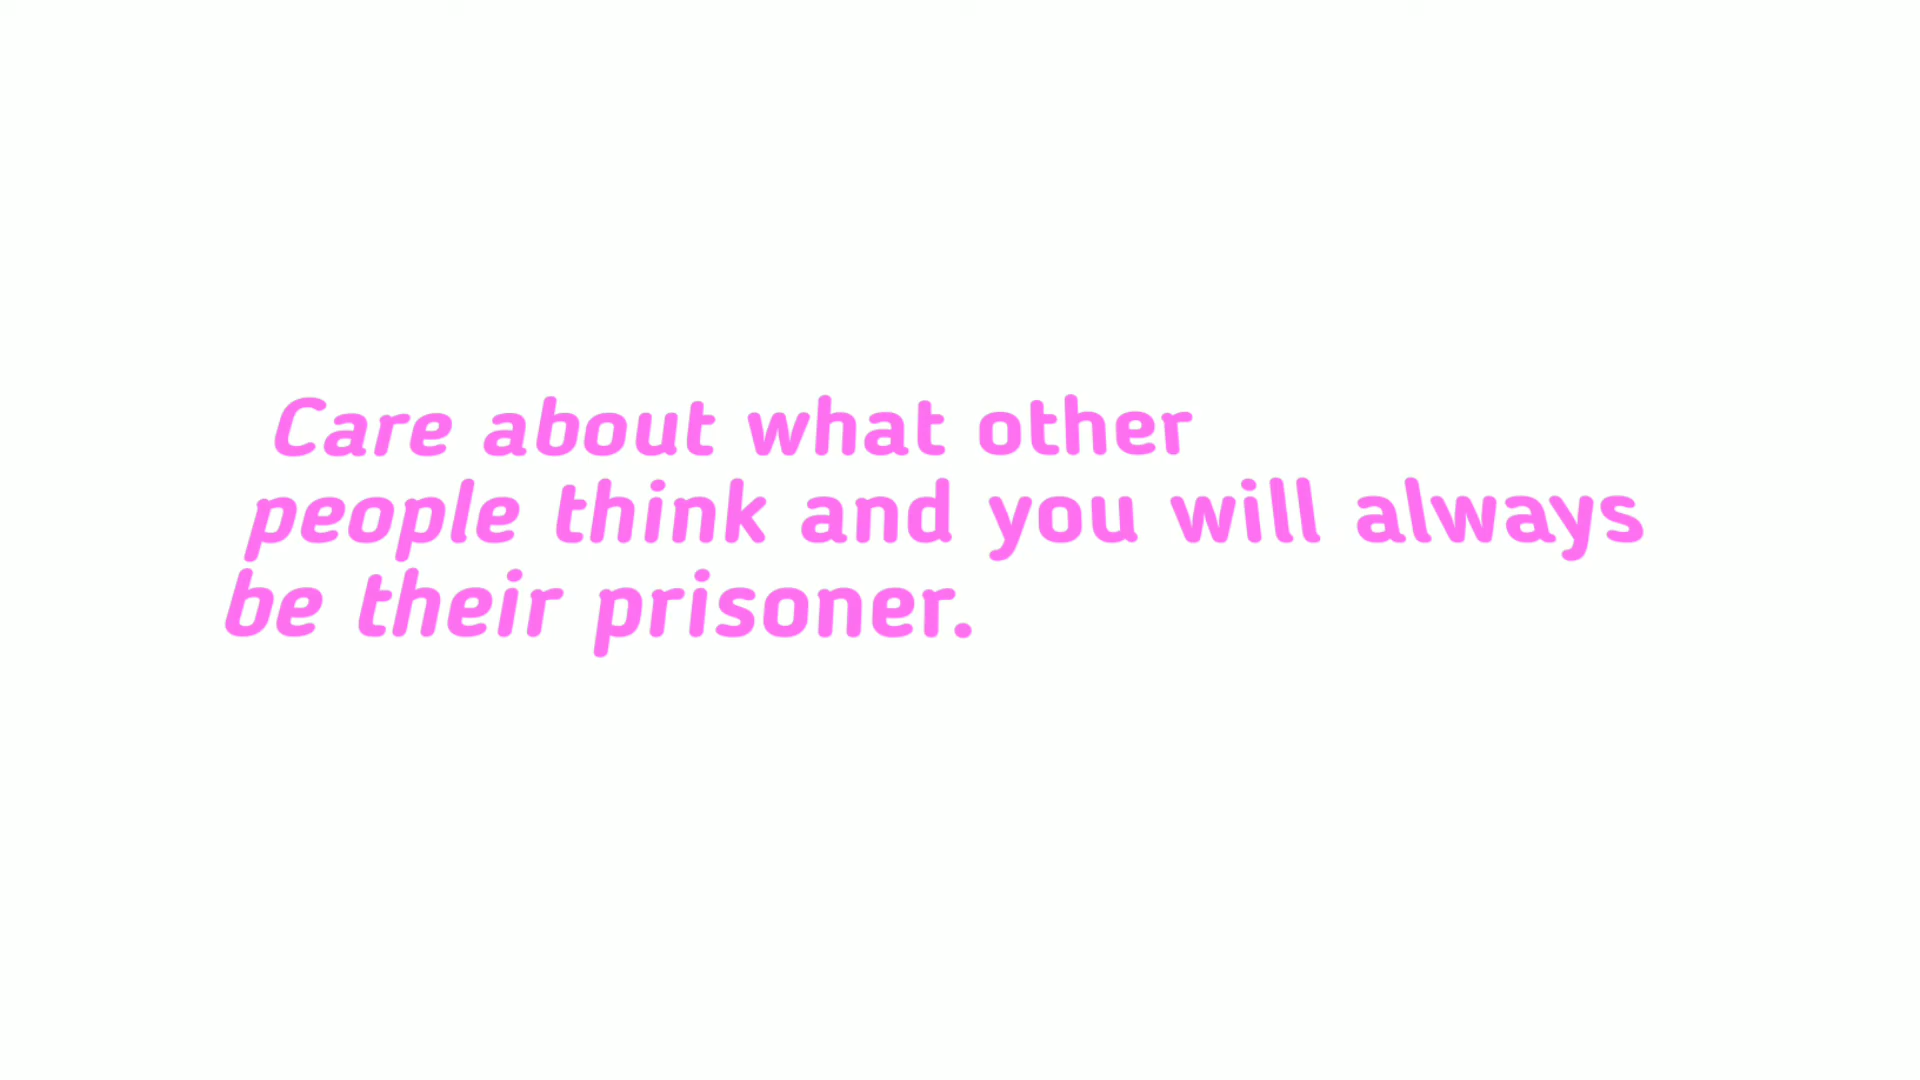 Care about what other
people think and you will always
be their prisoner.